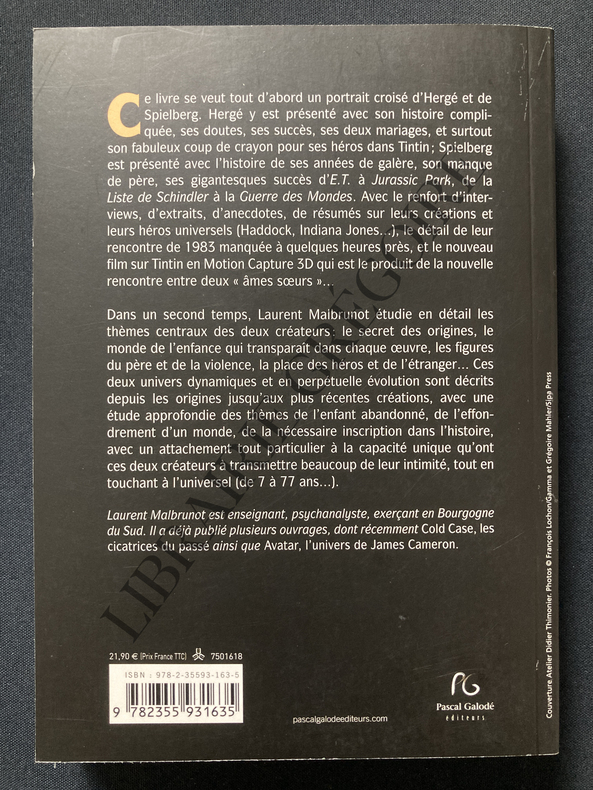 Ce livre se veut tout d'abord un portrait croisé d'Hergé et de
Spielberg. Hergé y est présenté avec son histoire compli-
quée, ses doutes, ses succès, ses deux mariages, et surtout
son fabuleux coup de crayon pour ses héros dans Tintin ; Spielberg
est présenté avec l'histoire de ses années de galère, son manque
de père, ses gigantesques succès d'E.T. à Jurassic Park, de la
Liste de Schindler à la Guerre des Mondes. Avec le renfort d'inter-
views, d'extraits, d'anecdotes, de résumés sur leurs créations et
leurs héros universels (Haddock, Indiana Jones...), le détail de leur
rencontre de 1983 manquée à quelques heures près, et le nouveau
film sur Tintin en Motion Capture 3D qui est le produit de la nouvelle
rencontre entre deux « âmes sœurs »...
Dans un second temps, Laurent Malbrunot étudie en détail les
thèmes centraux des deux créateurs : le secret des origines, le
monde de l'enfance qui transparaît dans chaque œuvre, les figures
du père et de la violence, la place des héros et de l'étranger... Ces
deux univers dynamiques et en perpétuelle évolution sont décrits
depuis les origines jusqu'aux plus récentes créations, avec une
étude approfondie des thèmes de l'enfant abandonné, de l'effon-
drement d'un monde, de la nécessaire inscription dans l'histoire,
avec un attachement tout particulier à la capacité unique qu'ont
ces deux créateurs à transmettre beaucoup de leur intimité, tout en
touchant à l'universel (de 7 à 77 ans...).
Laurent Malbrunot est enseignant, psychanalyste, exerçant en Bourgogne
du Sud. Il a déjà publié plusieurs ouvrages, dont récemment Cold Case, les
cicatrices du passé ainsi que Avatar, l'univers de James Cameron.
21,90 € (Prix France TTC) 7501618
ISBN : 978-2-35593-163-5
9 782355 931635
pascalgalodeediteurs.com
PG
Pascal Galodé
éditeurs
Couverture Atelier Didier Thimonier. Photos © François Lochon/Gamma et Grégoire Mahler/Sipa Press
LIBRAIRIE GRÉGOIRE